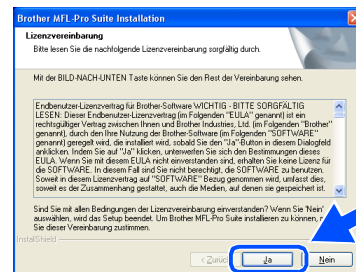 Brother MFL-Pro Suite Installation
Lizenzvereinbarung
Bitte lesen Sie die nachfolgende Lizenzvereinbarung sorgfältig durch.
Mit der BILD-NACH-UNTEN Taste können Sie den Rest der Vereinbarung sehen.
Endbenutzer-Lizenzvertrag für Brother-Software WICHTIG - BITTE SORGFÄLTIG
LESEN: Dieser Endbenutzer-Lizenzvertrag (im Folgenden "EULA" genannt) ist ein
rechtsgültiger Vertrag zwischen Ihnen und Brother Industries, Ltd. (im Folgenden "Brother"
genannt), durch den Ihre Nutzung der Brother-Software (im Folgenden "SOFTWARE"
genannt) geregelt wird, die installiert wird, sobald Sie den "Ja"-Button in diesem Dialogfeld
anklicken. Indem Sie auf "Ja" klicken, unterwerfen Sie sich den Bestimmungen dieses
EULA. Wenn Sie mit diesem EULA nicht einverstanden sind, erhalten Sie keine Lizenz für
die SOFTWARE. In diesem Fall sind Sie nicht berechtigt, die SOFTWARE zu benutzen.
Soweit in diesem Lizenzvertrag auf "SOFTWARE" Bezug genommen wird, umfasst dies,
soweit es der Zusammenhang gestattet, auch die Medien, auf denen sie gespeichert ist.
Sind Sie mit allen Bedingungen der Lizenzvereinbarung einverstanden? Wenn Sie 'Nein'
auswählen, wird das Setup beendet. Um Brother MFL-Pro Suite installieren zu können,
Sie dieser Vereinbarung zustimmen.
InstallShield
< Zurück
Ja
Nein